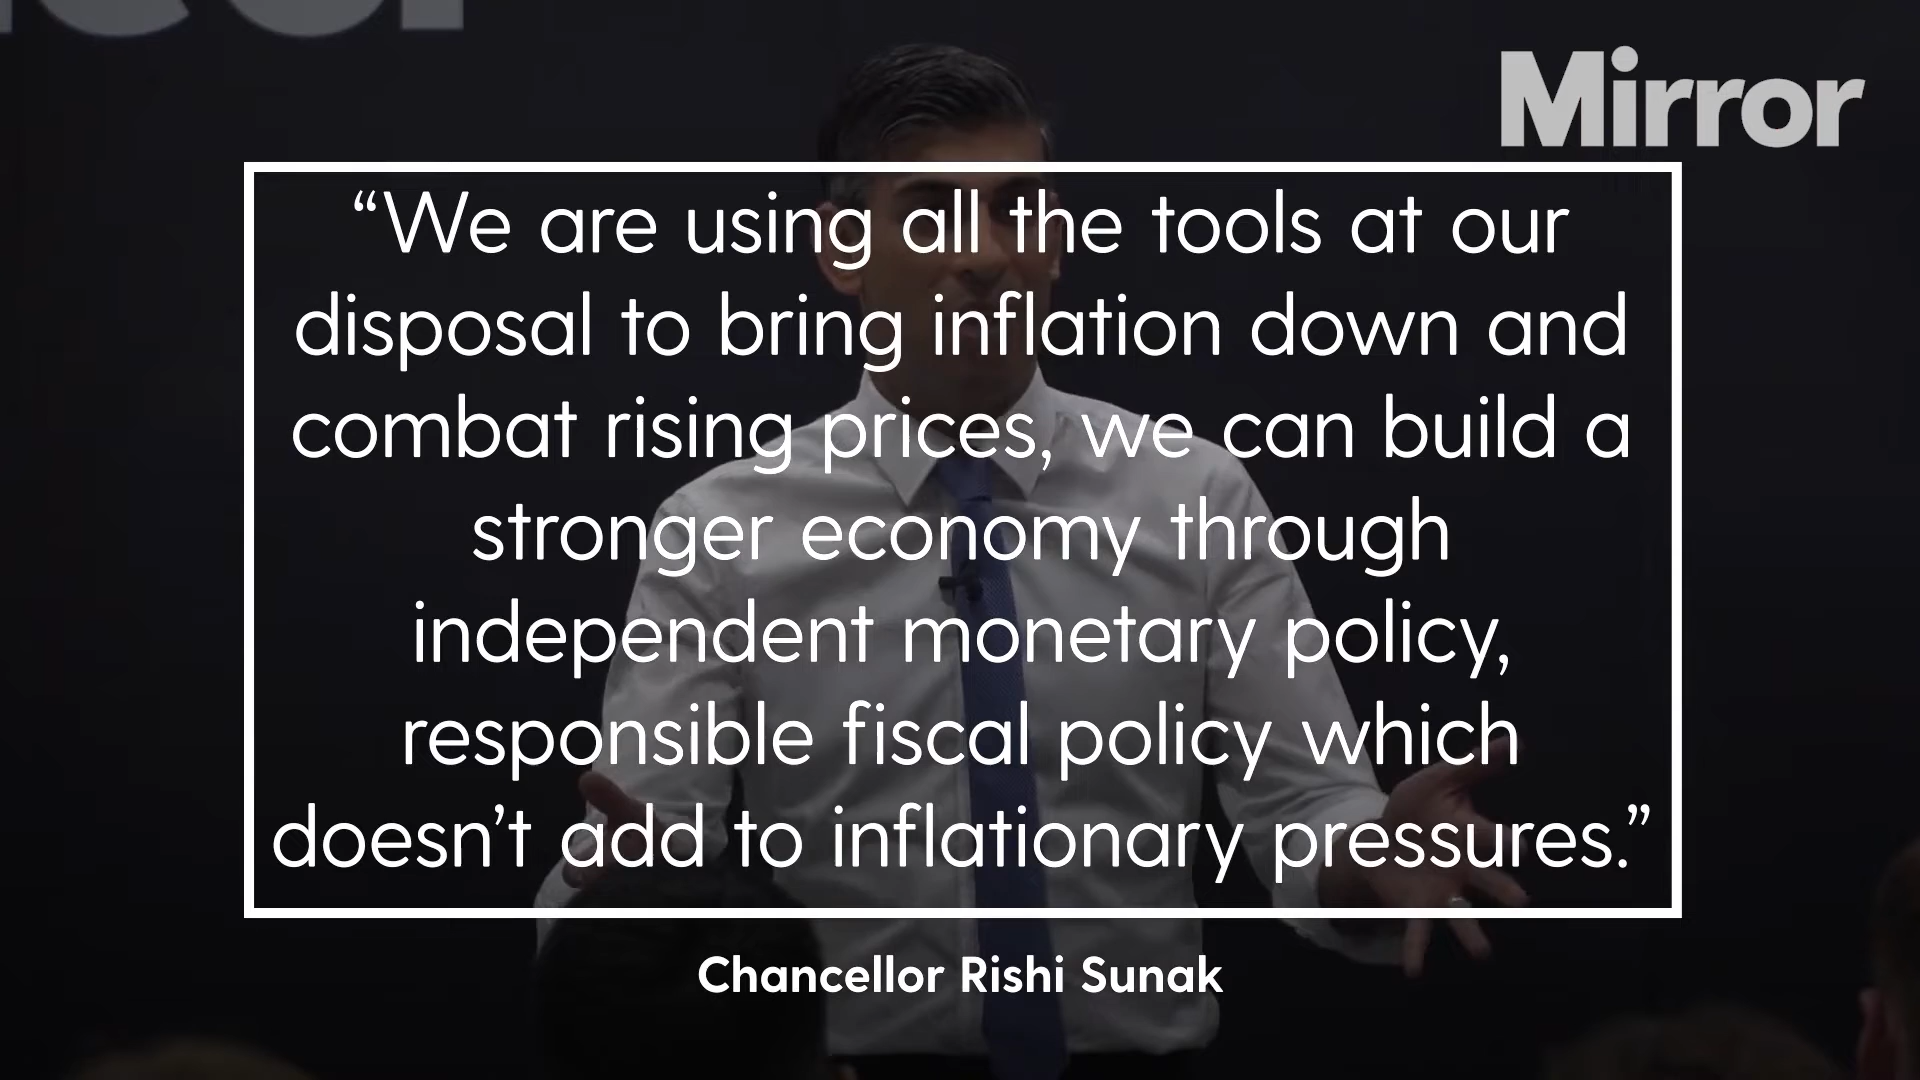 Mirror
“We are using all the tools at our
disposal to bring inflation down and
combat rising prices, we can build a
stronger economy through
independent monetary policy,
responsible fiscal policy which
doesn’t add to inflationary pressures.”
Chancellor Rishi Sunak